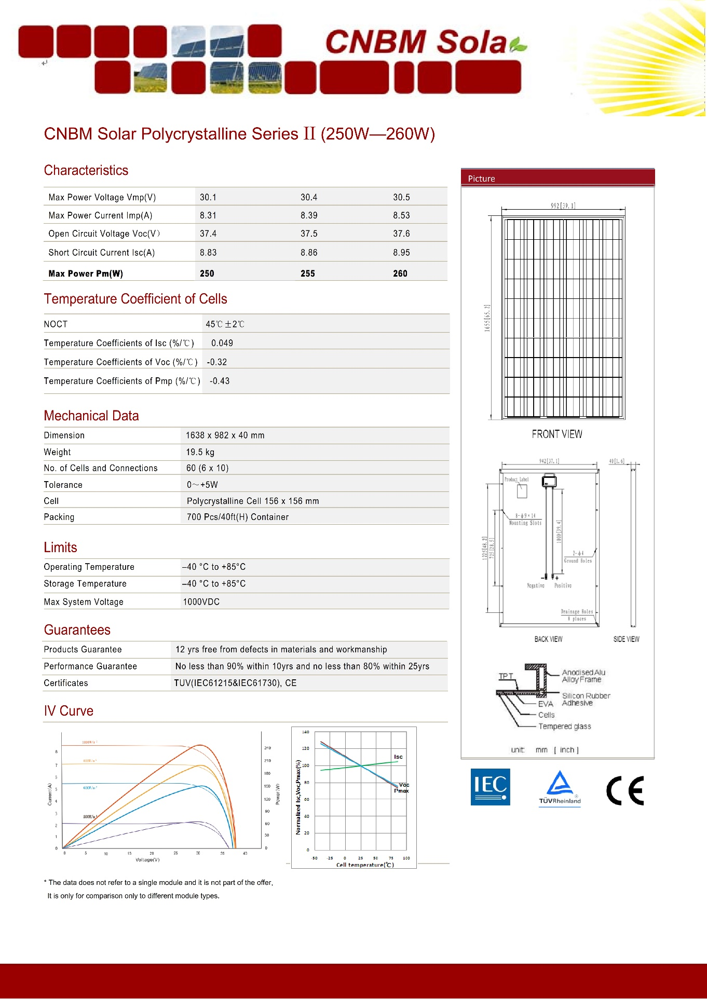 CNBM Sola
CNBM Solar Polycrystalline Series II (250W—260W)
Characteristics
Max Power Voltage Vmp(V) 30.1 30.4 30.5
Max Power Current Imp(A) 8.31 8.39 8.53
Open Circuit Voltage Voc(V） 37.4 37.5 37.6
Short Circuit Current Isc(A) 8.83 8.86 8.95
Max Power Pm(W) 250 255 260
Temperature Coefficient of Cells
NOCT 45℃±2℃
Temperature Coefficients of Isc (%/℃) 0.049
Temperature Coefficients of Voc (%/℃) -0.32
Temperature Coefficients of Pmp (%/℃) -0.43
Mechanical Data
Dimension 1638 x 982 x 40 mm
Weight 19.5 kg
No. of Cells and Connections 60 (6 x 10)
Tolerance 0～+5W
Cell Polycrystalline Cell 156 x 156 mm
Packing 700 Pcs/40ft(H) Container
Limits
Operating Temperature –40 °C to +85°C
Storage Temperature –40 °C to +85°C
Max System Voltage 1000VDC
Guarantees
Products Guarantee 12 yrs free from defects in materials and workmanship
Performance Guarantee No less than 90% within 10yrs and no less than 80% within 25yrs
Certificates TUV(IEC61215&IEC61730), CE
IV Curve
1000W/m²
800W/m²
600W/m²
200W/m²
Current(A)
8
7
6
5
4
3
2
1
0
0 5 10 15 20 25 30 35 40
Voltage(V)
240
210
180
150
120
90
60
30
0
Power(W)
Normalized Isc,Voc,Pmax(%)
140
120
100
80
60
40
20
0
Isc
Voc
Pmax
-50 -25 0 25 50 75 100
Cell temperature(℃)
* The data does not refer to a single module and it is not part of the offer,
It is only for comparison only to different module types.
Picture
992[39.1]
1655[65.2]
FRONT VIEW
942[37.1]
40[1.6]
Product Label
8-φ9×14
Mounting Slots
1000[39.4]
1225[48.2]
725[28.5]
2-φ4
Ground Holes
- +
Negative Positive
Drainage Holes
8 places
BACK VIEW SIDE VIEW
TPT
Anodised Alu
Alloy Frame
Silicon Rubber
Adhesive
EVA
Cells
Tempered glass
unit: mm [ inch ]
IEC
TÜVRheinland
®
CE